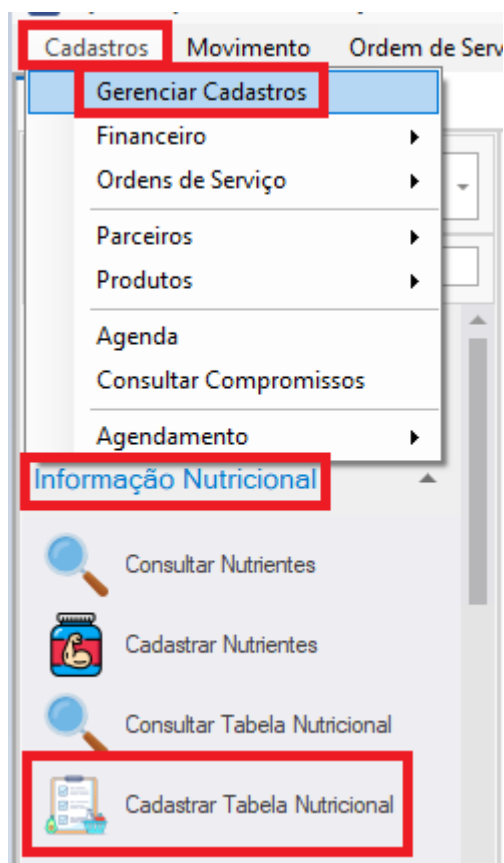 Cadastros Movimento Ordem de Serv
Gerenciar Cadastros
Financeiro
Ordens de Serviço
Parceiros
Produtos
Agenda
Consultar Compromissos
Agendamento
Informação Nutricional
Consultar Nutrientes
Cadastrar Nutrientes
Consultar Tabela Nutricional
Cadastrar Tabela Nutricional